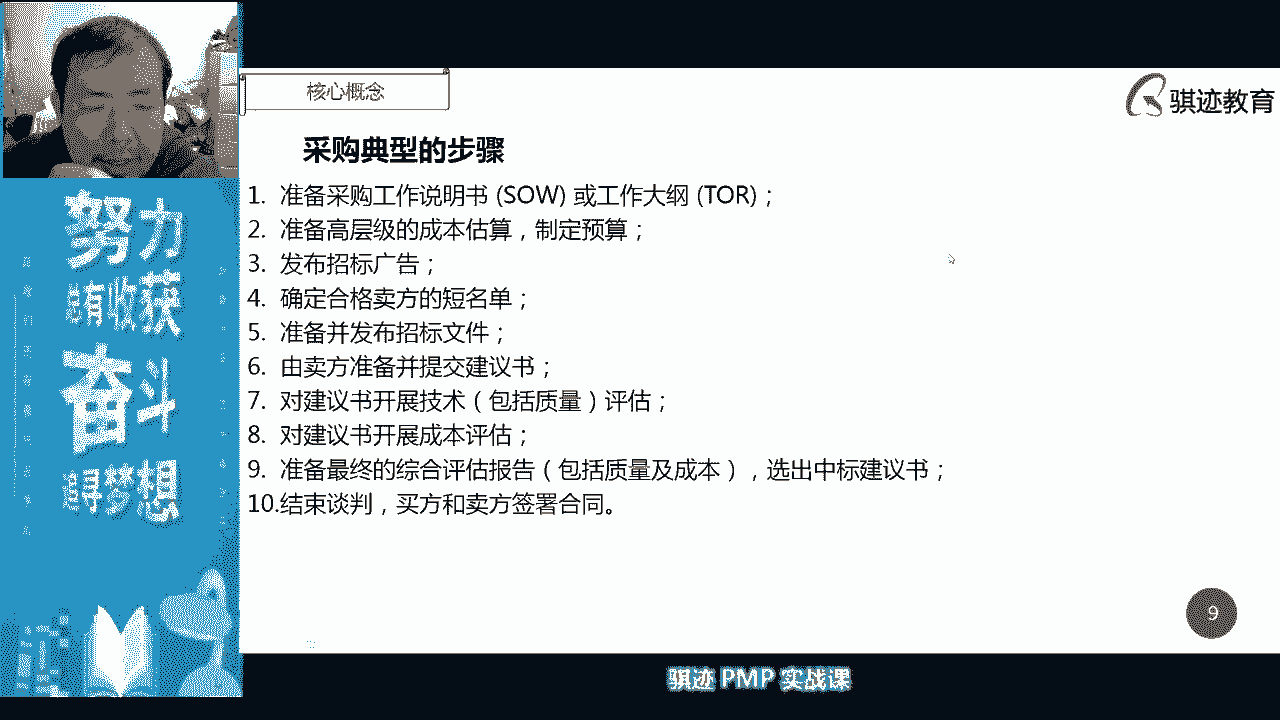 核心概念
骐迹教育
采购典型的步骤
1. 准备采购工作说明书 (SOW) 或工作大纲 (TOR)；
2. 准备高层级的成本估算，制定预算；
3. 发布招标广告；
4. 确定合格卖方的短名单；
5. 准备并发布招标文件；
6. 由卖方准备并提交建议书；
7. 对建议书开展技术（包括质量）评估；
8. 对建议书开展成本评估；
9. 准备最终的综合评估报告（包括质量及成本），选出中标建议书；
10.结束谈判，买方和卖方签署合同。
努力
总有收获
奋斗
追寻梦想
9
骐迹 PMP 实战课